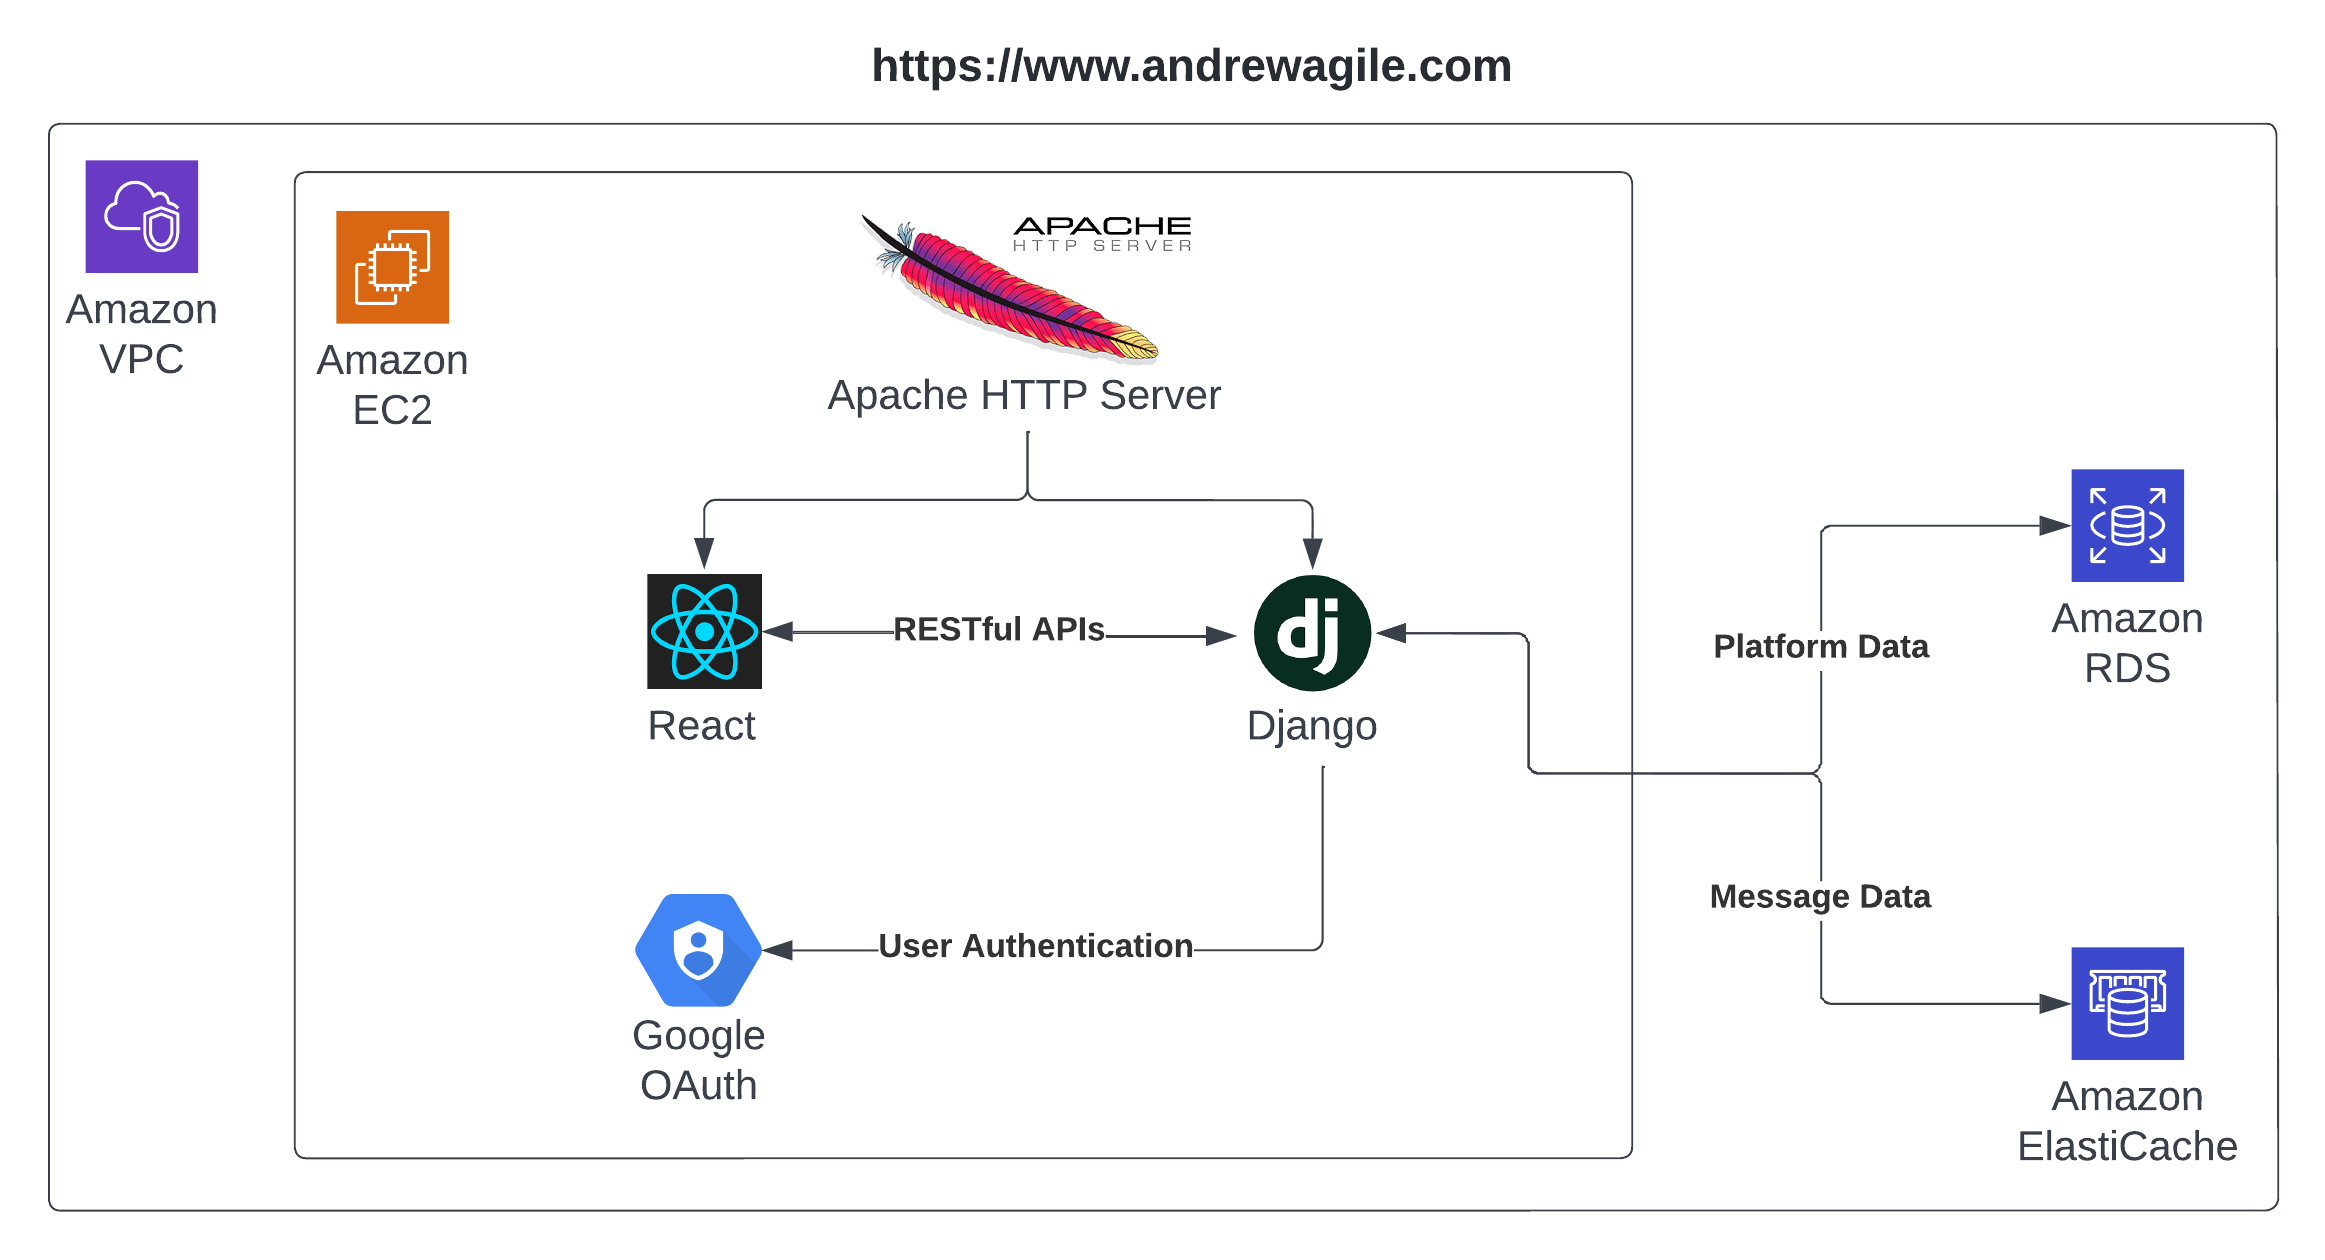 https://www.andrewagile.com
Amazon
VPC
Amazon
EC2
APACHE
HTTP SERVER
Apache HTTP Server
React
RESTful APIs
dj
Django
Platform Data
Amazon
RDS
User Authentication
Google
OAuth
Message Data
Amazon
ElastiCache